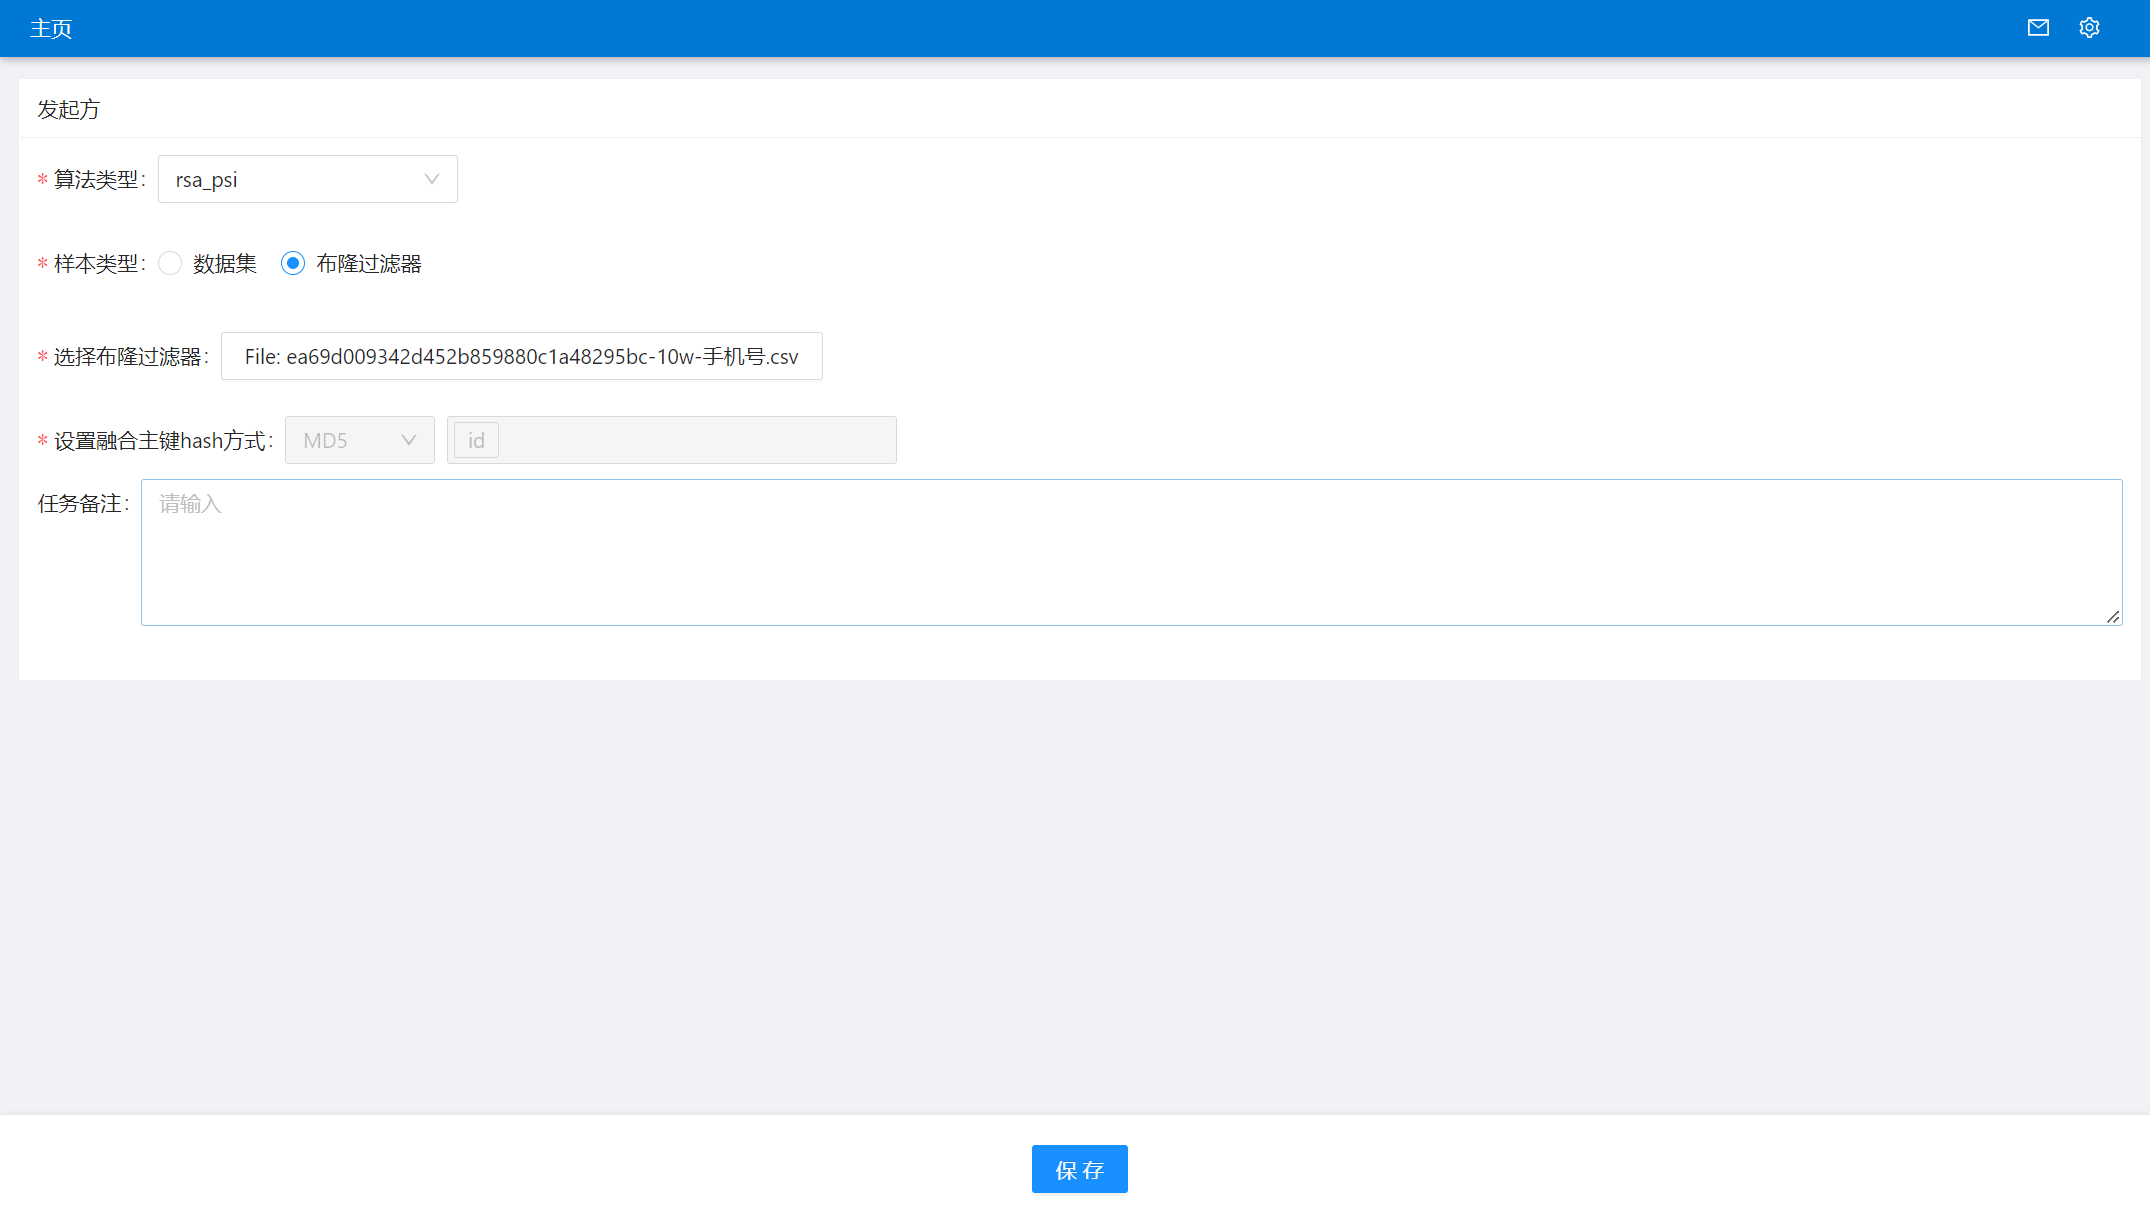 主页
发起方
* 算法类型: rsa_psi
* 样本类型: 数据集 布隆过滤器
* 选择布隆过滤器: File: ea69d009342d452b859880c1a48295bc-10w-手机号.csv
* 设置融合主键hash方式: MD5 id
任务备注: 请输入
保 存